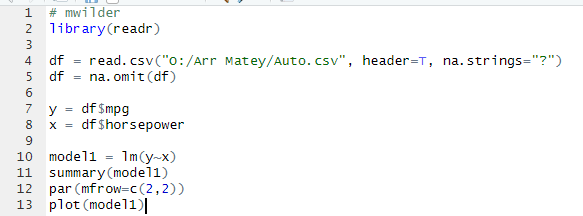 1 # mwilder
2 library(readr)
3
4 df = read.csv("O:/Arr Matey/Auto.csv", header=T, na.strings="?")
5 df = na.omit(df)
6
7 y = df$mpg
8 x = df$horsepower
9
10 model1 = lm(y~x)
11 summary(model1)
12 par(mfrow=c(2,2))
13 plot(model1)